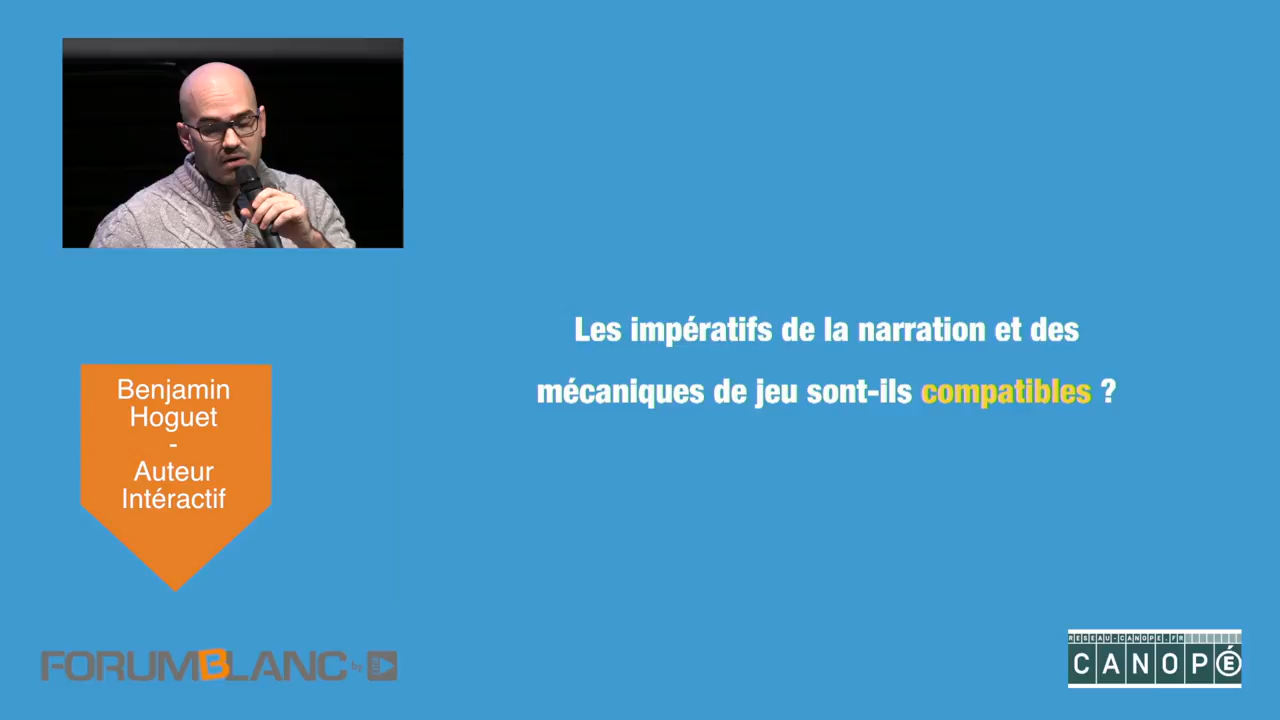 Les impératifs de la narration et des
mécaniques de jeu sont-ils compatibles ?
Benjamin
Hoguet
-
Auteur
Intéractif
FORUMBLANC by
RESEAU-CANOPE.FR
CANOPÉ